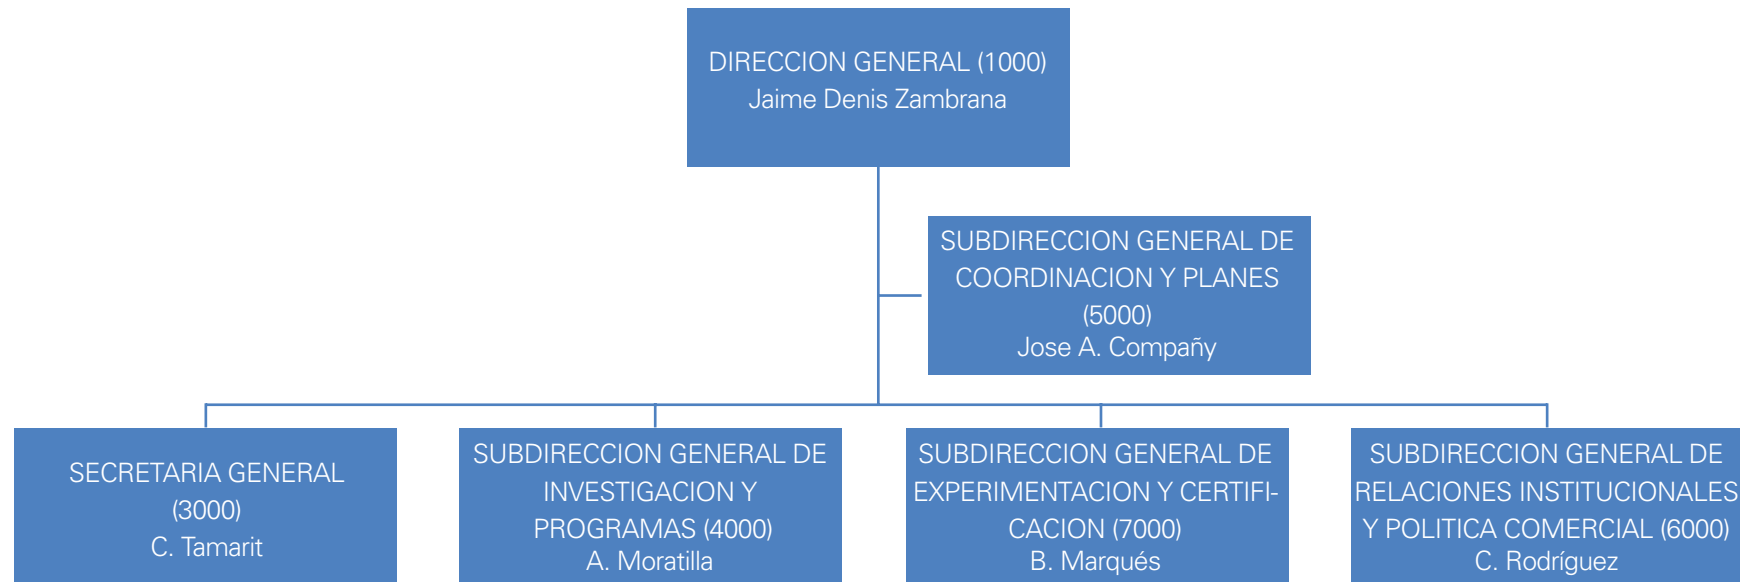 DIRECCION GENERAL (1000)
Jaime Denis Zambrana
SUBDIRECCION GENERAL DE
COORDINACION Y PLANES
(5000)
Jose A. Compañy
SECRETARIA GENERAL
(3000)
C. Tamarit
SUBDIRECCION GENERAL DE
INVESTIGACION Y
PROGRAMAS (4000)
A. Moratilla
SUBDIRECCION GENERAL DE
EXPERIMENTACION Y CERTIFI-
CACION (7000)
B. Marqués
SUBDIRECCION GENERAL DE
RELACIONES INSTITUCIONALES
Y POLITICA COMERCIAL (6000)
C. Rodríguez